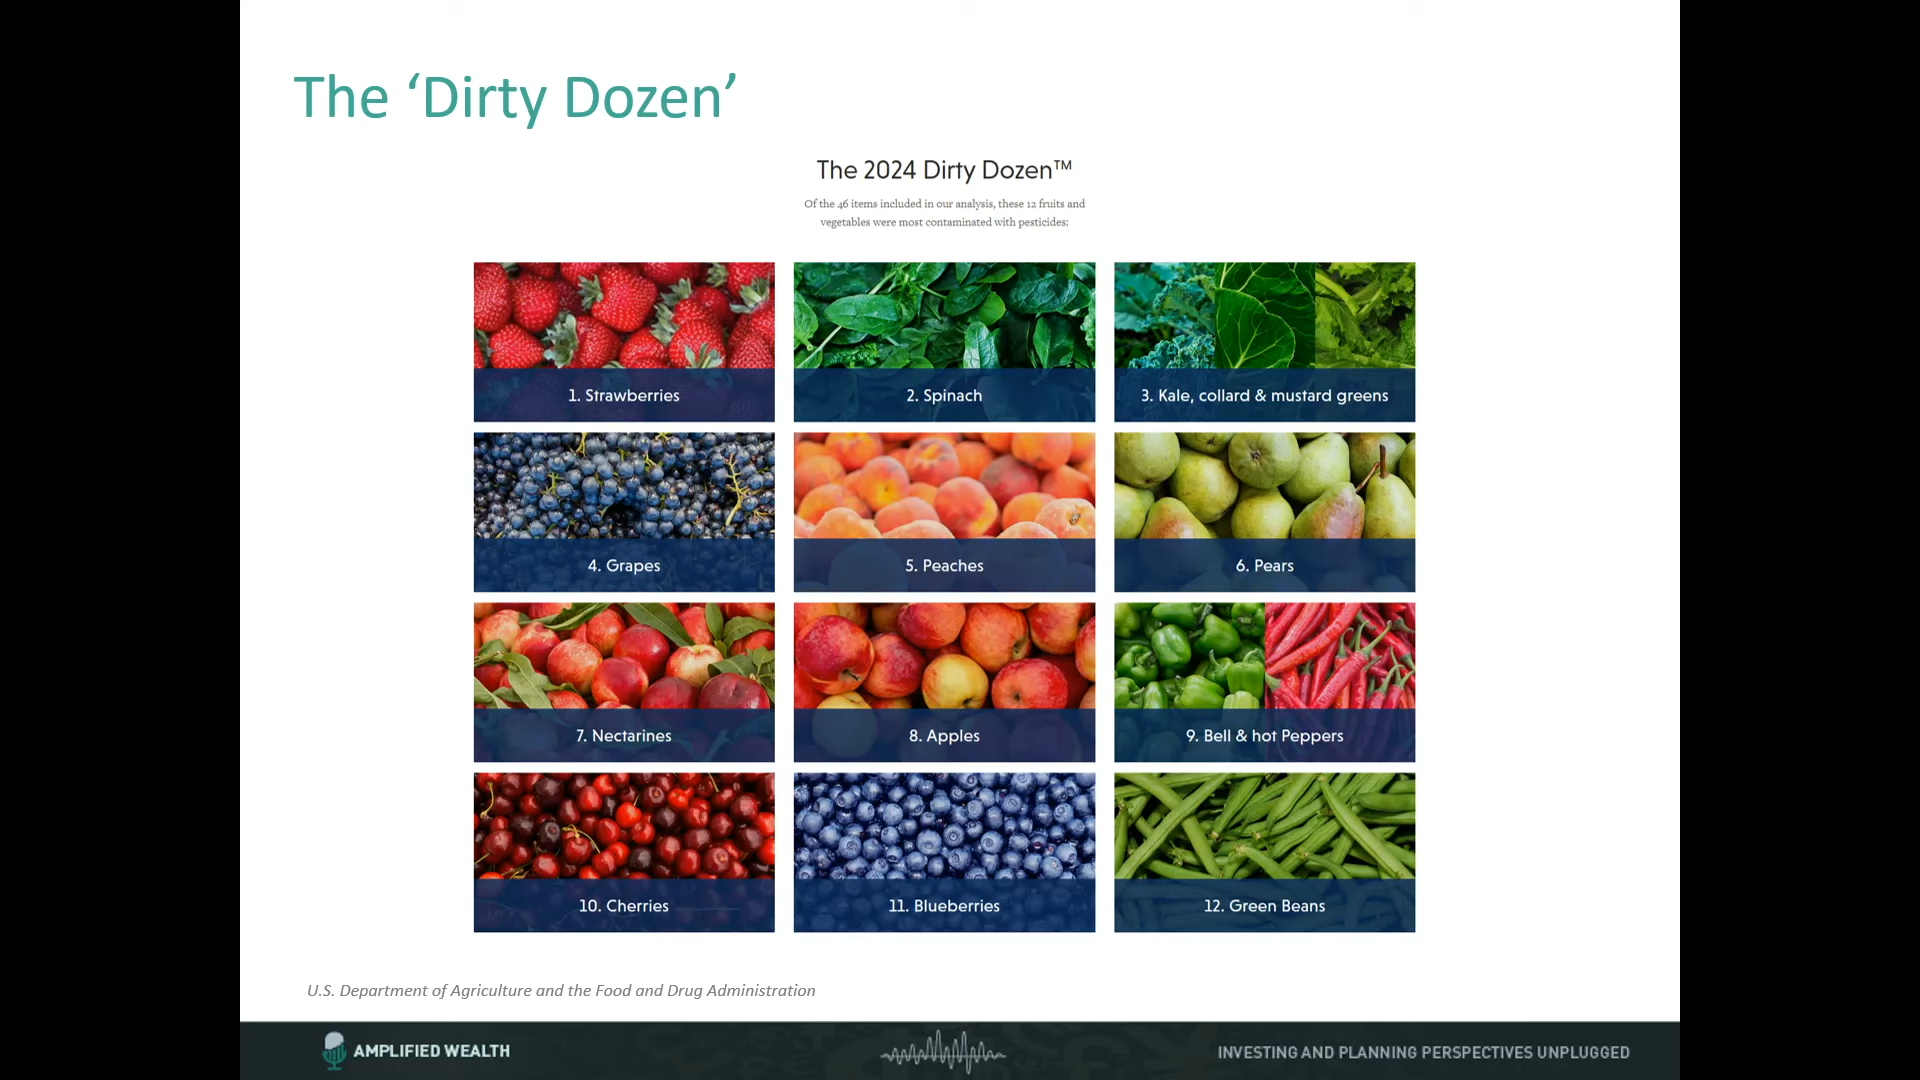 The ‘Dirty Dozen’
The 2024 Dirty Dozen™
Of the 46 items included in our analysis, these 12 fruits and
vegetables were most contaminated with pesticides:
1. Strawberries
2. Spinach
3. Kale, collard & mustard greens
4. Grapes
5. Peaches
6. Pears
7. Nectarines
8. Apples
9. Bell & hot Peppers
10. Cherries
11. Blueberries
12. Green Beans
U.S. Department of Agriculture and the Food and Drug Administration
AMPLIFIED WEALTH
INVESTING AND PLANNING PERSPECTIVES UNPLUGGED